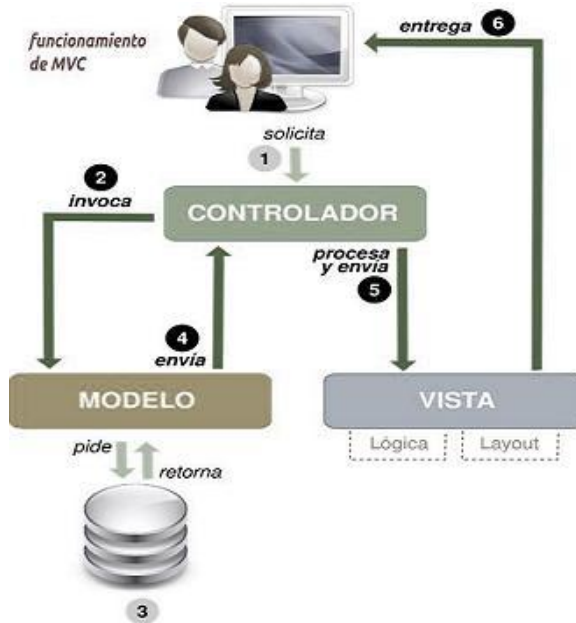 funcionamiento
de MVC
entrega 6
solicita
1
2
invoca
CONTROLADOR
procesa
y envía
5
4
envía
MODELO
VISTA
Lógica
Layout
pide
retorna
3